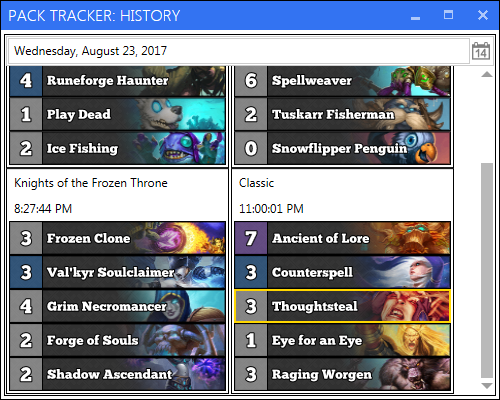 PACK TRACKER: HISTORY
Wednesday, August 23, 2017
14
4 Runeforge Haunter
1 Play Dead
2 Ice Fishing
6 Spellweaver
2 Tuskarr Fisherman
0 Snowflipper Penguin
Knights of the Frozen Throne
8:27:44 PM
3 Frozen Clone
3 Val'kyr Soulclaimer
4 Grim Necromancer
2 Forge of Souls
2 Shadow Ascendant
Classic
11:00:01 PM
7 Ancient of Lore
3 Counterspell
3 Thoughtsteal
1 Eye for an Eye
3 Raging Worgen